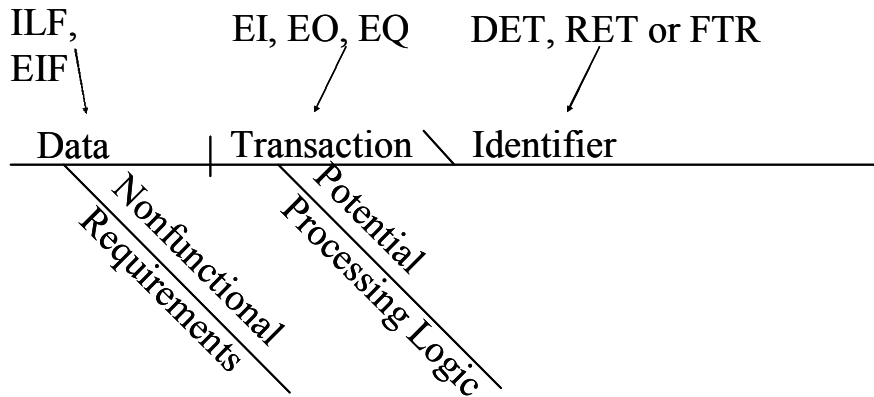 ILF,
EIF
EI, EO, EQ
DET, RET or FTR
Data
Transaction
Identifier
Nonfunctional
Requirements
Potential
Processing Logic